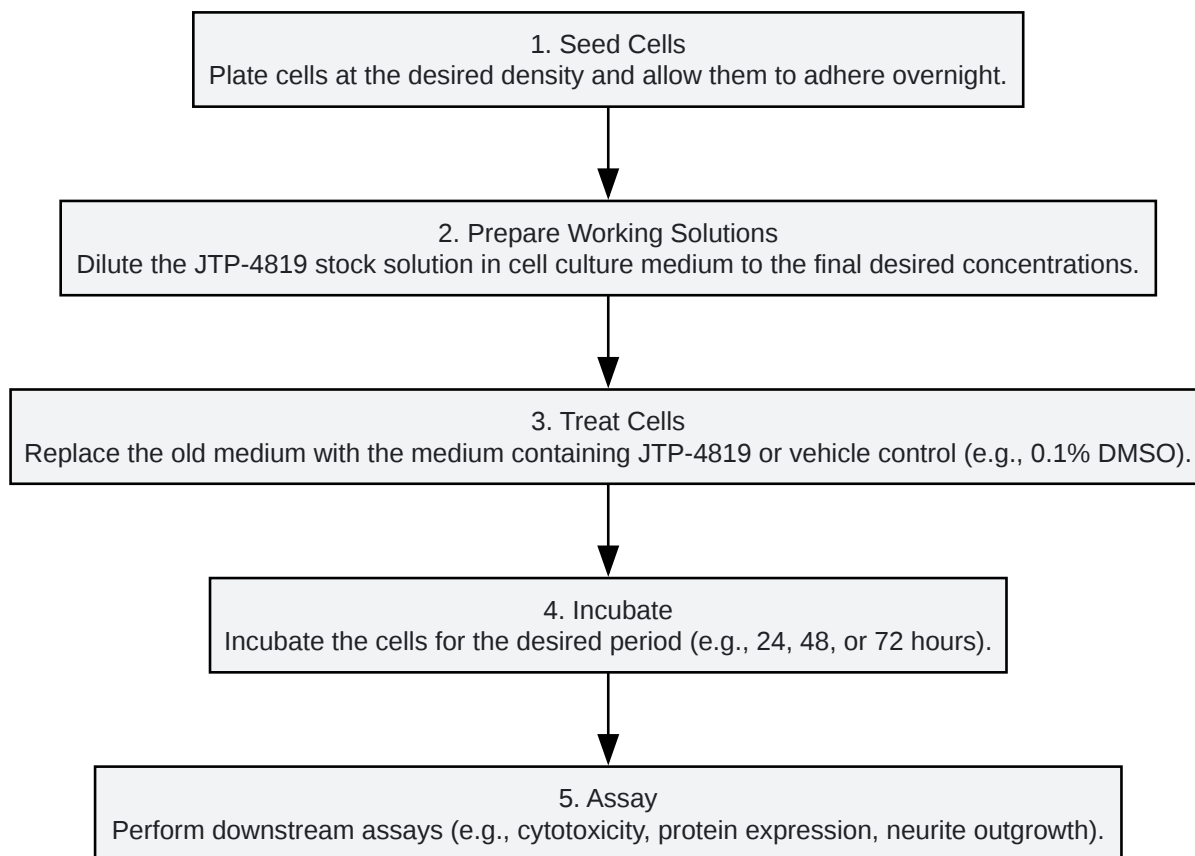 1. Seed Cells
Plate cells at the desired density and allow them to adhere overnight.
2. Prepare Working Solutions
Dilute the JTP-4819 stock solution in cell culture medium to the final desired concentrations.
3. Treat Cells
Replace the old medium with the medium containing JTP-4819 or vehicle control (e.g., 0.1% DMSO).
4. Incubate
Incubate the cells for the desired period (e.g., 24, 48, or 72 hours).
5. Assay
Perform downstream assays (e.g., cytotoxicity, protein expression, neurite outgrowth).